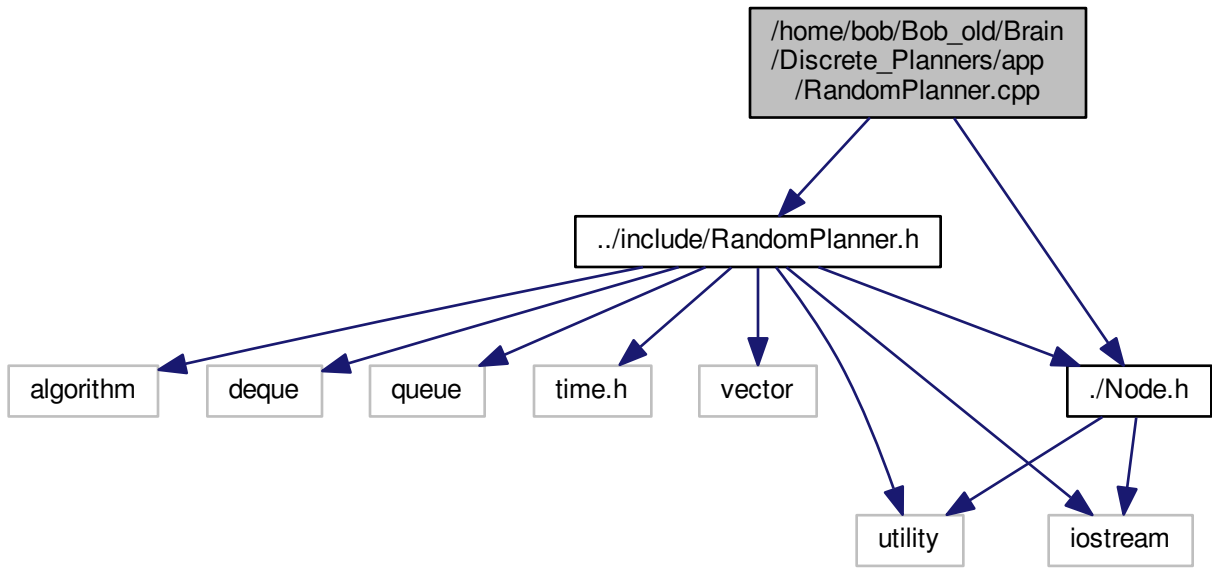 /home/bob/Bob_old/Brain
/Discrete_Planners/app
/RandomPlanner.cpp
../include/RandomPlanner.h
algorithm
deque
queue
time.h
vector
./Node.h
utility
iostream